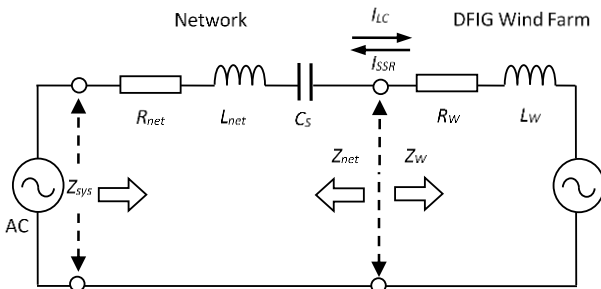 Network
I_LC
DFIG Wind Farm
I_SSR
R_net
L_net
C_S
R_W
L_W
Z_sys
Z_net
Z_W
AC